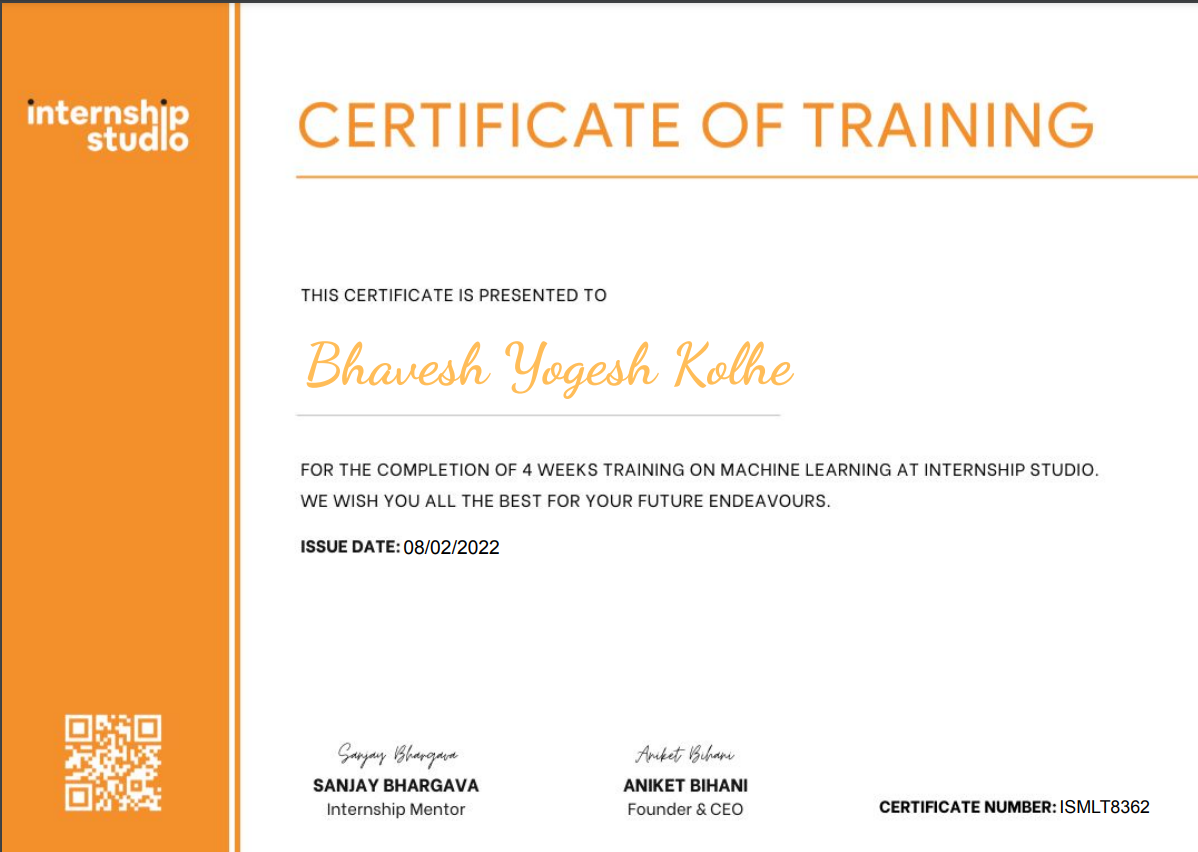 internship
studio
CERTIFICATE OF TRAINING
THIS CERTIFICATE IS PRESENTED TO
Bhavesh Yogesh Kolhe
FOR THE COMPLETION OF 4 WEEKS TRAINING ON MACHINE LEARNING AT INTERNSHIP STUDIO.
WE WISH YOU ALL THE BEST FOR YOUR FUTURE ENDEAVOURS.
ISSUE DATE: 08/02/2022
Sanjay Bhargava
SANJAY BHARGAVA
Internship Mentor
Aniket Bihani
ANIKET BIHANI
Founder & CEO
CERTIFICATE NUMBER: ISMLT8362